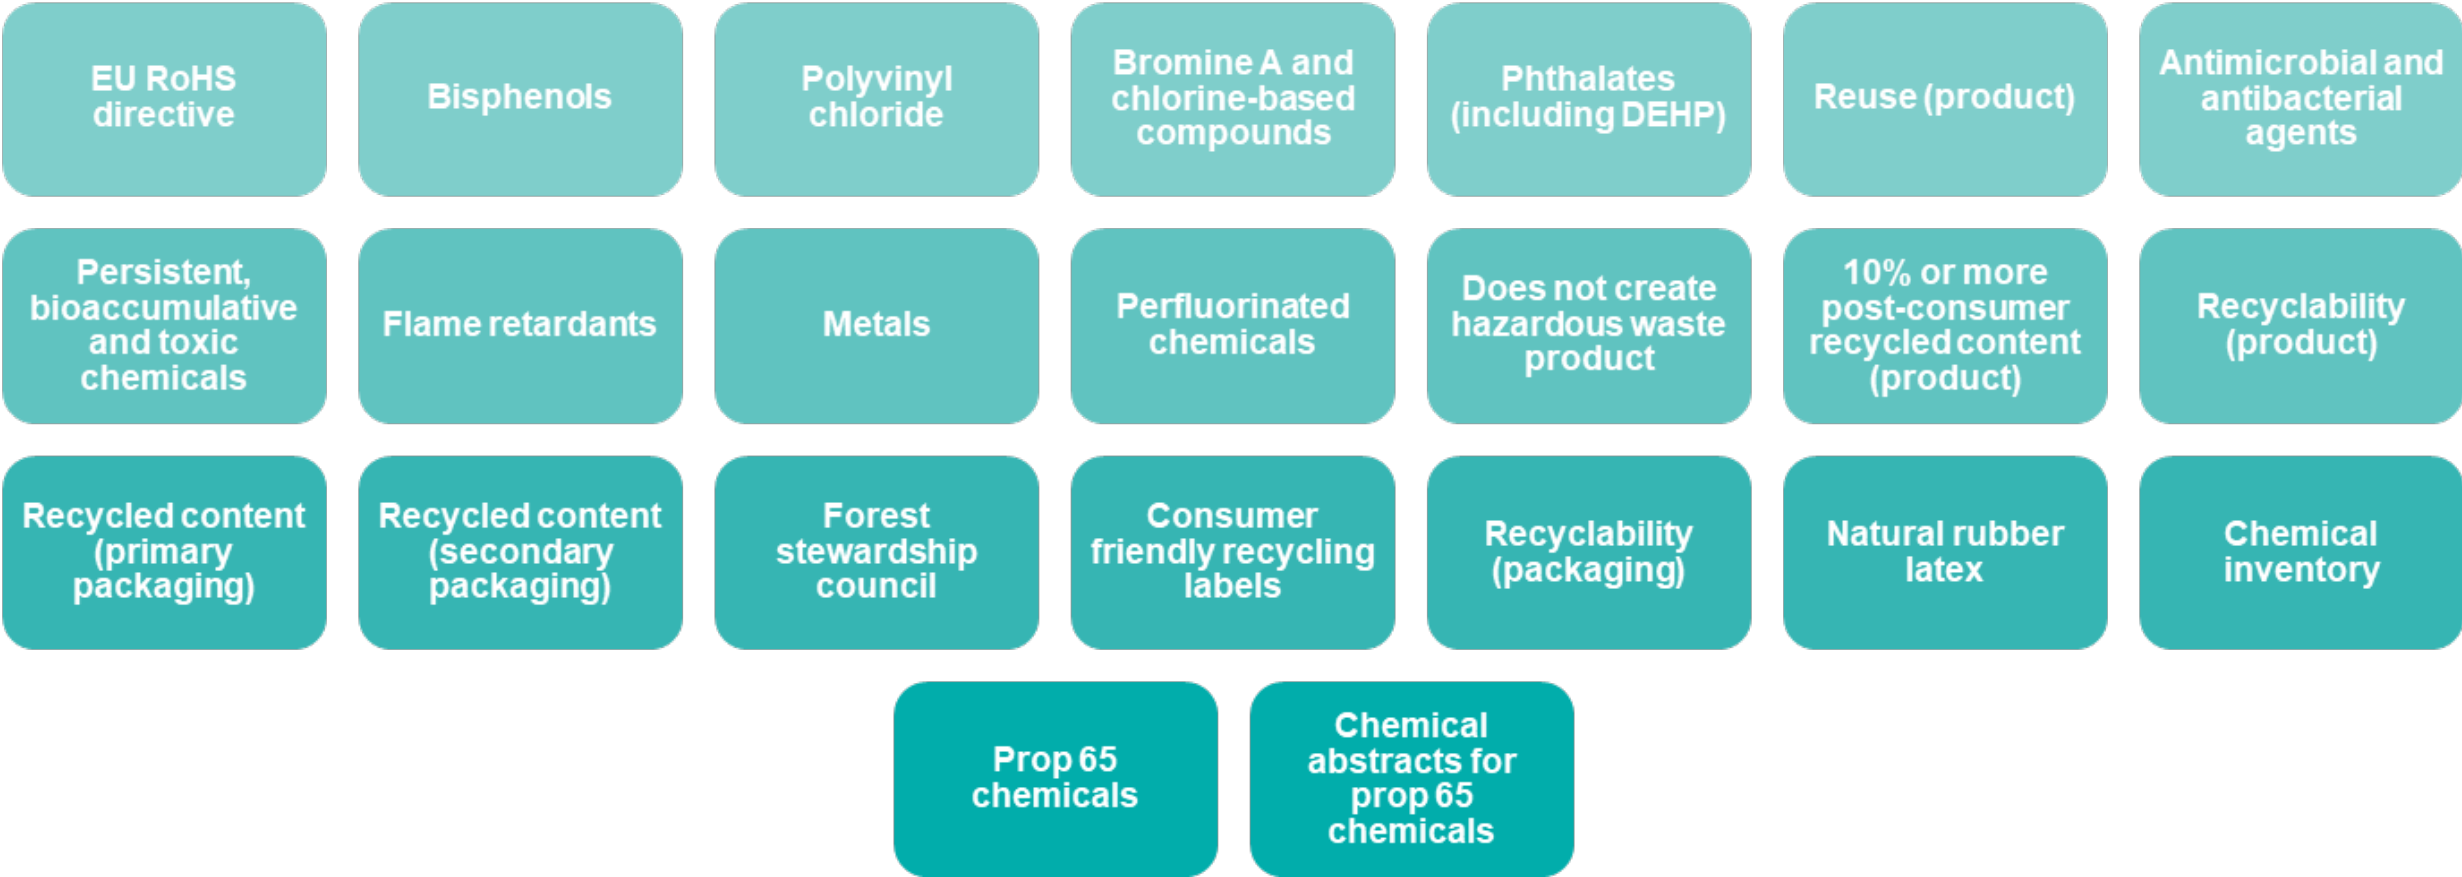 EU RoHS
directive
Bisphenols
Polyvinyl
chloride
Bromine A and
chlorine-based
compounds
Phthalates
(including DEHP)
Reuse (product)
Antimicrobial and
antibacterial
agents
Persistent,
bioaccumulative
and toxic
chemicals
Flame retardants
Metals
Perfluorinated
chemicals
Does not create
hazardous waste
product
10% or more
post-consumer
recycled content
(product)
Recyclability
(product)
Recycled content
(primary
packaging)
Recycled content
(secondary
packaging)
Forest
stewardship
council
Consumer
friendly recycling
labels
Recyclability
(packaging)
Natural rubber
latex
Chemical
inventory
Prop 65
chemicals
Chemical
abstracts for
prop 65
chemicals